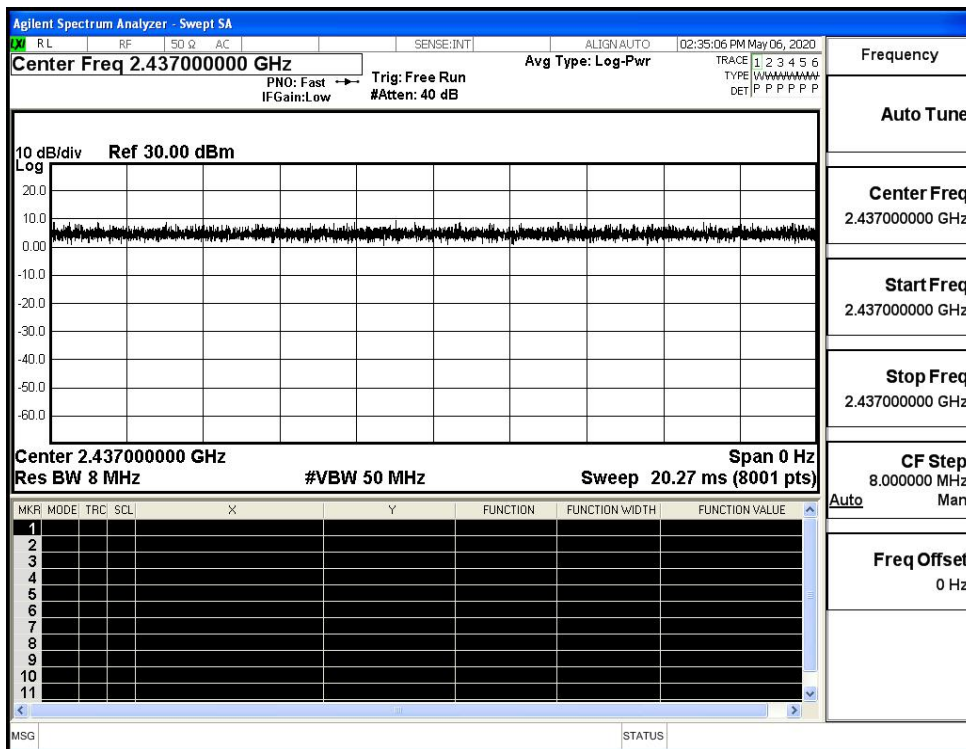 Agilent Spectrum Analyzer - Swept SA
LXI RL RF 50 Ω AC SENSE:INT ALIGN AUTO 02:35:06 PM May 06, 2020
Center Freq 2.437000000 GHz
PNO: Fast
IFGain:Low
Trig: Free Run
#Atten: 40 dB
Avg Type: Log-Pwr
TRACE 1 2 3 4 5 6
TYPE WWWWWW
DET P P P P P P
10 dB/div Ref 30.00 dBm
Log
20.0
10.0
0.00
-10.0
-20.0
-30.0
-40.0
-50.0
-60.0
Center 2.437000000 GHz Span 0 Hz
Res BW 8 MHz #VBW 50 MHz Sweep 20.27 ms (8001 pts)
MKR MODE TRC SCL X Y FUNCTION FUNCTION WIDTH FUNCTION VALUE
1
2
3
4
5
6
7
8
9
10
11
MSG STATUS
Frequency
Auto Tune
Center Freq
2.437000000 GHz
Start Freq
2.437000000 GHz
Stop Freq
2.437000000 GHz
CF Step
8.000000 MHz
Auto Man
Freq Offset
0 Hz